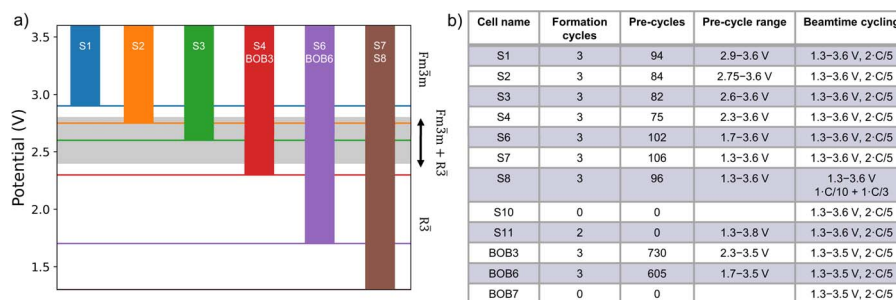 a)
Potential (V)
3.5
3.0
2.5
2.0
1.5
S1
S2
S3
S4
BOB3
S6
BOB6
S7
S8
Fm3̄m
Fm3̄m + R3̄
R3̄
b)
Cell name Formation cycles Pre-cycles Pre-cycle range Beamtime cycling
S1 3 94 2.9–3.6 V 1.3–3.6 V, 2·C/5
S2 3 84 2.75–3.6 V 1.3–3.6 V, 2·C/5
S3 3 82 2.6–3.6 V 1.3–3.6 V, 2·C/5
S4 3 75 2.3–3.6 V 1.3–3.6 V, 2·C/5
S6 3 102 1.7–3.6 V 1.3–3.6 V, 2·C/5
S7 3 106 1.3–3.6 V 1.3–3.6 V, 2·C/5
S8 3 96 1.3–3.6 V 1.3–3.6 V
1·C/10 + 1·C/3
S10 0 0 1.3–3.6 V, 2·C/5
S11 2 0 1.3–3.8 V 1.3–3.6 V, 2·C/5
BOB3 3 730 2.3–3.5 V 1.3–3.5 V, 2·C/5
BOB6 3 605 1.7–3.5 V 1.3–3.5 V, 2·C/5
BOB7 0 0 1.3–3.5 V, 2·C/5